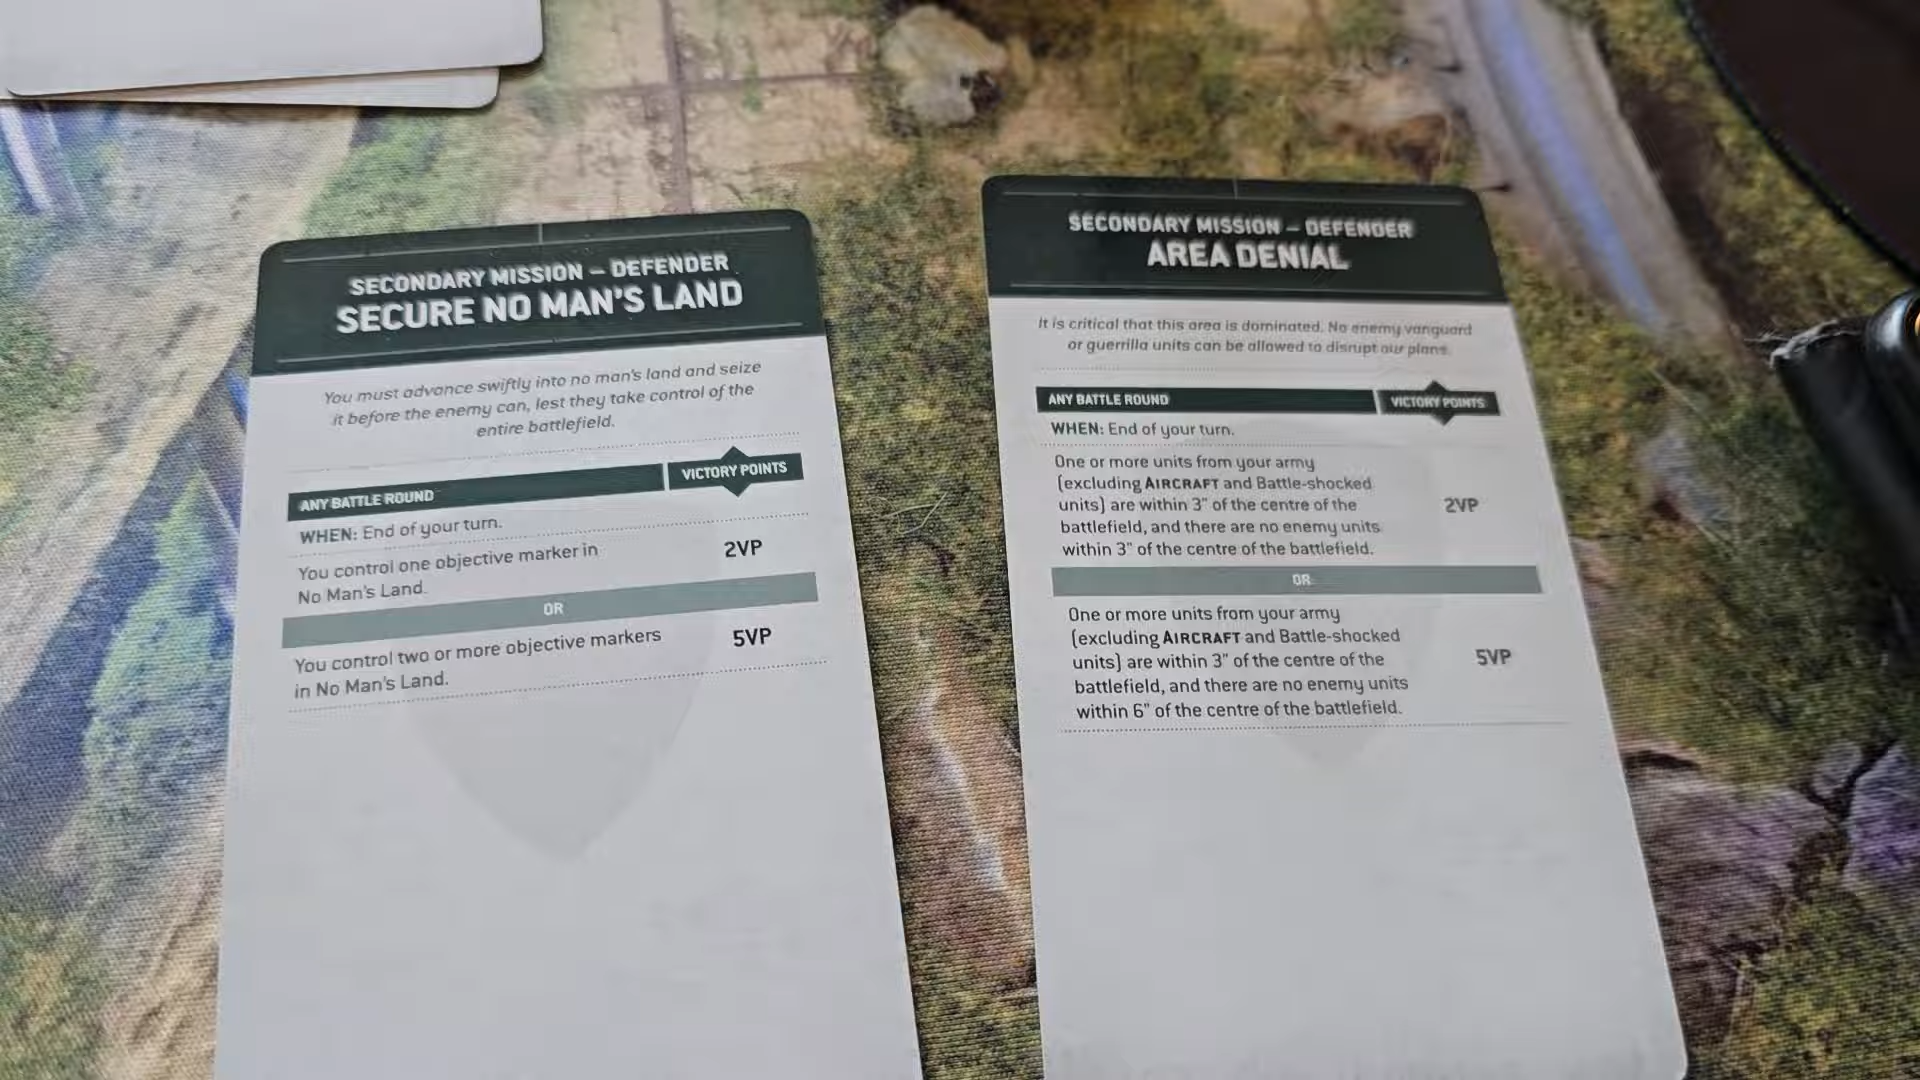 SECONDARY MISSION – DEFENDER
SECURE NO MAN'S LAND
You must advance swiftly into no man's land and seize
it before the enemy can, lest they take control of the
entire battlefield.
ANY BATTLE ROUND
VICTORY POINTS
WHEN: End of your turn.
You control one objective marker in
No Man's Land.
2VP
OR
You control two or more objective markers
in No Man's Land.
5VP
SECONDARY MISSION – DEFENDER
AREA DENIAL
It is critical that this area is dominated. No enemy vanguard
or guerrilla units can be allowed to disrupt our plans.
ANY BATTLE ROUND
VICTORY POINTS
WHEN: End of your turn.
One or more units from your army
(excluding AIRCRAFT and Battle-shocked
units) are within 3" of the centre of the
battlefield, and there are no enemy units
within 3" of the centre of the battlefield.
2VP
OR
One or more units from your army
(excluding AIRCRAFT and Battle-shocked
units) are within 3" of the centre of the
battlefield, and there are no enemy units
within 6" of the centre of the battlefield.
5VP